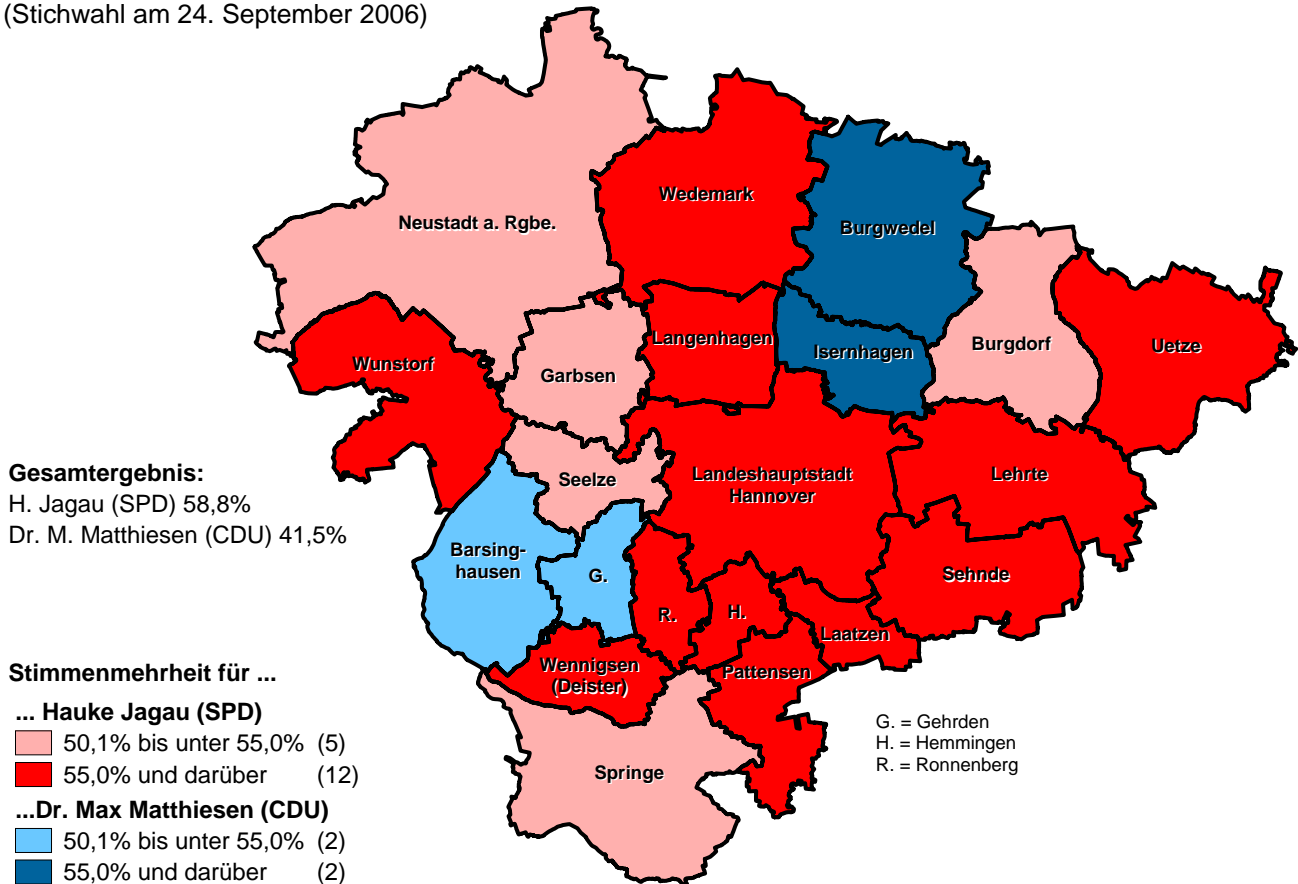 (Stichwahl am 24. September 2006)
Wedemark
Neustadt a. Rgbe.
Burgwedel
Langenhagen
Isernhagen
Burgdorf
Uetze
Wunstorf
Garbsen
Gesamtergebnis:
H. Jagau (SPD) 58,8%
Dr. M. Matthiesen (CDU) 41,5%
Seelze
Landeshauptstadt
Hannover
Lehrte
Barsing-
hausen
G.
Sehnde
R.
H.
Laatzen
Wennigsen
(Deister)
Pattensen
Springe
Stimmenmehrheit für ...
... Hauke Jagau (SPD)
50,1% bis unter 55,0% (5)
55,0% und darüber (12)
...Dr. Max Matthiesen (CDU)
50,1% bis unter 55,0% (2)
55,0% und darüber (2)
G. = Gehrden
H. = Hemmingen
R. = Ronnenberg